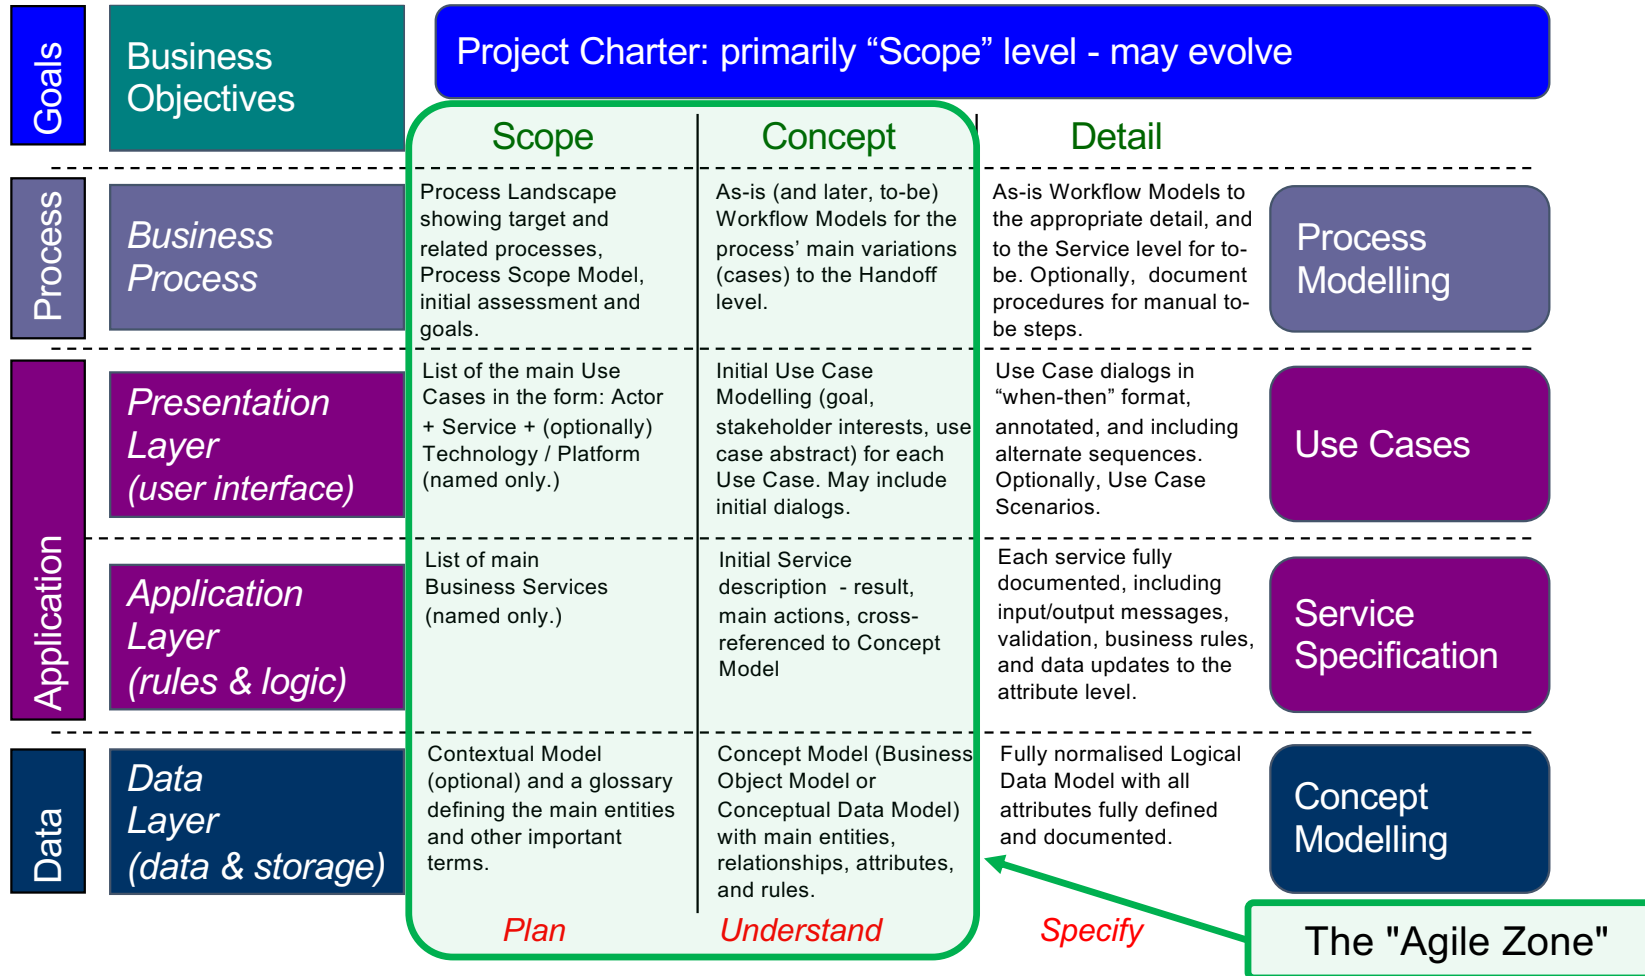 Goals
Business
Objectives
Project Charter: primarily “Scope” level - may evolve
Scope
Concept
Detail
Process
Business
Process
Process Landscape
showing target and
related processes,
Process Scope Model,
initial assessment and
goals.
As-is (and later, to-be)
Workflow Models for the
process’ main variations
(cases) to the Handoff
level.
As-is Workflow Models to
the appropriate detail, and
to the Service level for to-
be. Optionally,  document
procedures for manual to-
be steps.
Process
Modelling
Application
Presentation
Layer
(user interface)
List of the main Use
Cases in the form: Actor
+ Service + (optionally)
Technology / Platform
(named only.)
Initial Use Case
Modelling (goal,
stakeholder interests, use
case abstract) for each
Use Case. May include
initial dialogs.
Use Case dialogs in
“when-then” format,
annotated, and including
alternate sequences.
Optionally, Use Case
Scenarios.
Use Cases
Application
Layer
(rules & logic)
List of main
Business Services
(named only.)
Initial Service
description  - result,
main actions, cross-
referenced to Concept
Model
Each service fully
documented, including
input/output messages,
validation, business rules,
and data updates to the
attribute level.
Service
Specification
Data
Data
Layer
(data & storage)
Contextual Model
(optional) and a glossary
defining the main entities
and other important
terms.
Concept Model (Business
Object Model or
Conceptual Data Model)
with main entities,
relationships, attributes,
and rules.
Fully normalised Logical
Data Model with all
attributes fully defined
and documented.
Concept
Modelling
Plan
Understand
Specify
The "Agile Zone"